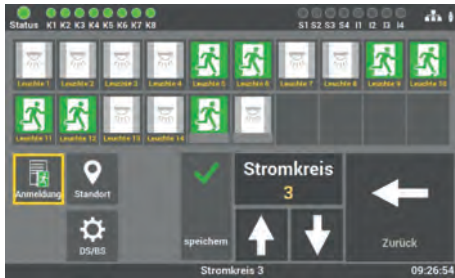 Status K1 K2 K3 K4 K5 K6 K7 K8 S1 S2 S3 S4 I1 I2 I3 I4
Leuchte 1 Leuchte 2 Leuchte 3 Leuchte 4 Leuchte 5 Leuchte 6 Leuchte 7 Leuchte 8 Leuchte 9 Leuchte 10
Leuchte 11 Leuchte 12 Leuchte 13 Leuchte 14
Anmeldung
Standort
DS/BS
speichern
Stromkreis
3
Zurück
Stromkreis 3
09:26:54